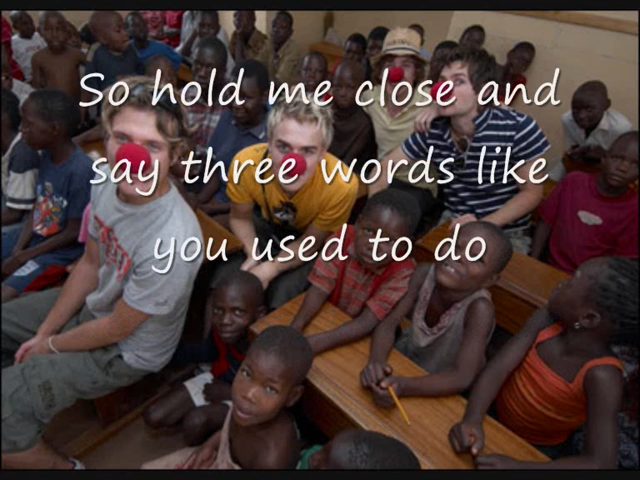 So hold me close and
say three words like
you used to do